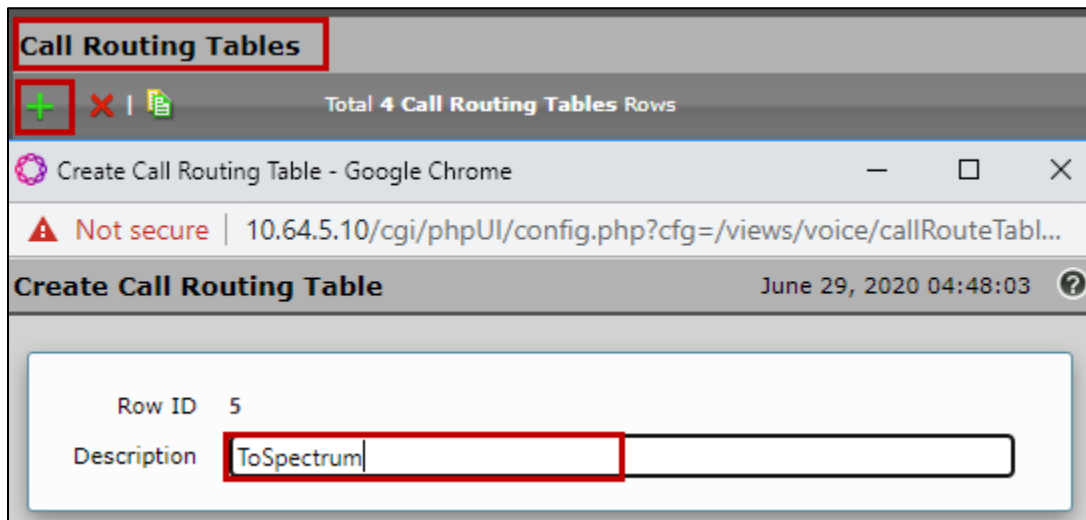 Call Routing Tables
Total 4 Call Routing Tables Rows
Create Call Routing Table - Google Chrome
Not secure | 10.64.5.10/cgi/phpUI/config.php?cfg=/views/voice/callRouteTabl...
Create Call Routing Table June 29, 2020 04:48:03 ?
Row ID 5
Description ToSpectrum